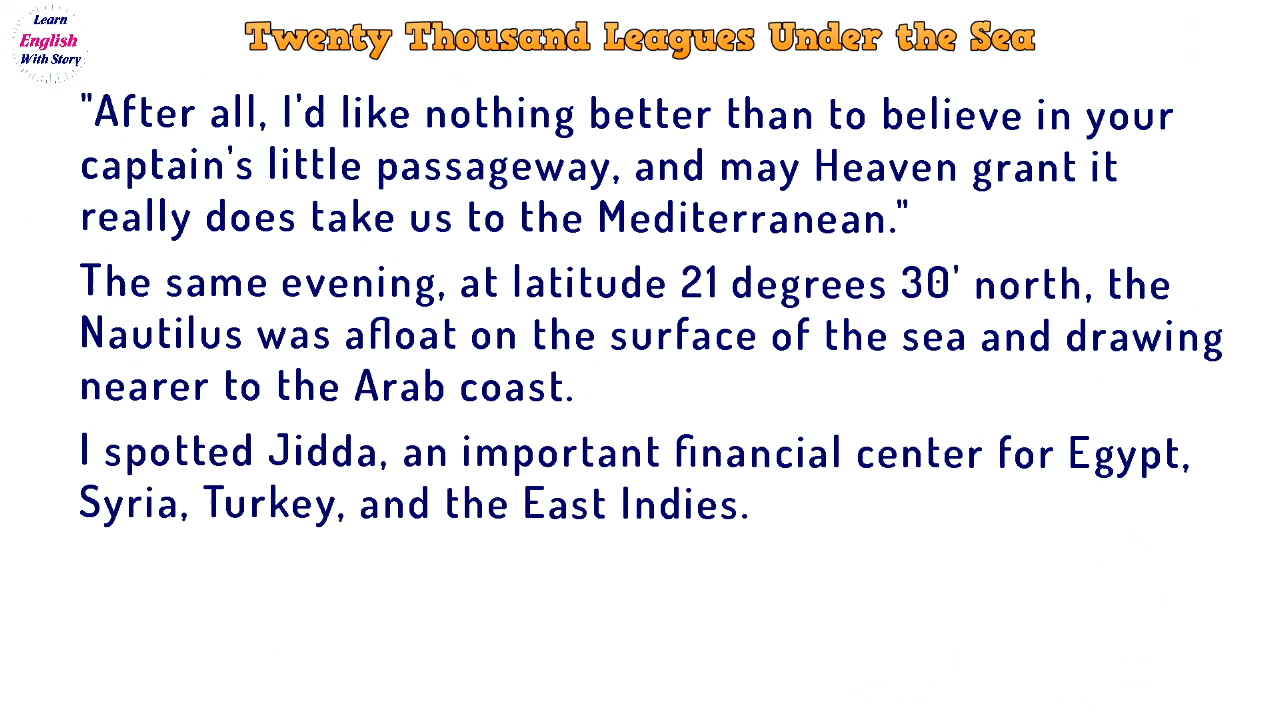 Learn
English
With Story
Twenty Thousand Leagues Under the Sea
"After all, I'd like nothing better than to believe in your
captain's little passageway, and may Heaven grant it
really does take us to the Mediterranean."
The same evening, at latitude 21 degrees 30' north, the
Nautilus was afloat on the surface of the sea and drawing
nearer to the Arab coast.
I spotted Jidda, an important financial center for Egypt,
Syria, Turkey, and the East Indies.